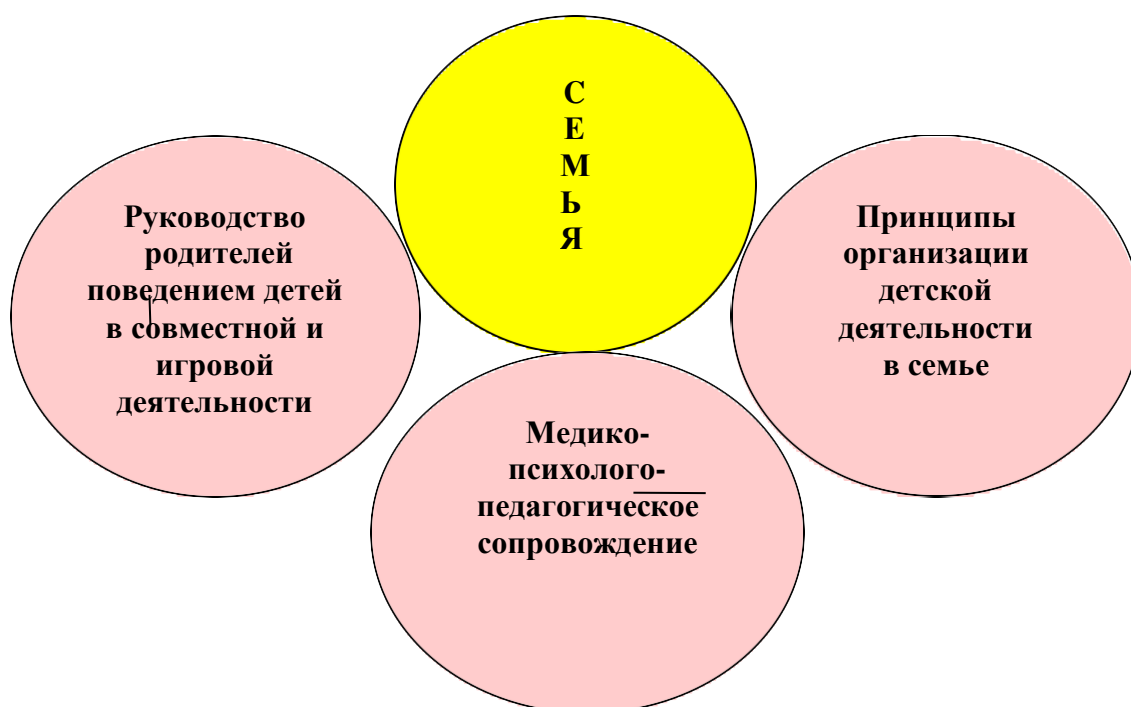 С
Е
М
Ь
Я
Руководство
родителей
поведением детей
в совместной и
игровой
деятельности
Принципы
организации
детской
деятельности
в семье
Медико-
психолого-
педагогическое
сопровождение